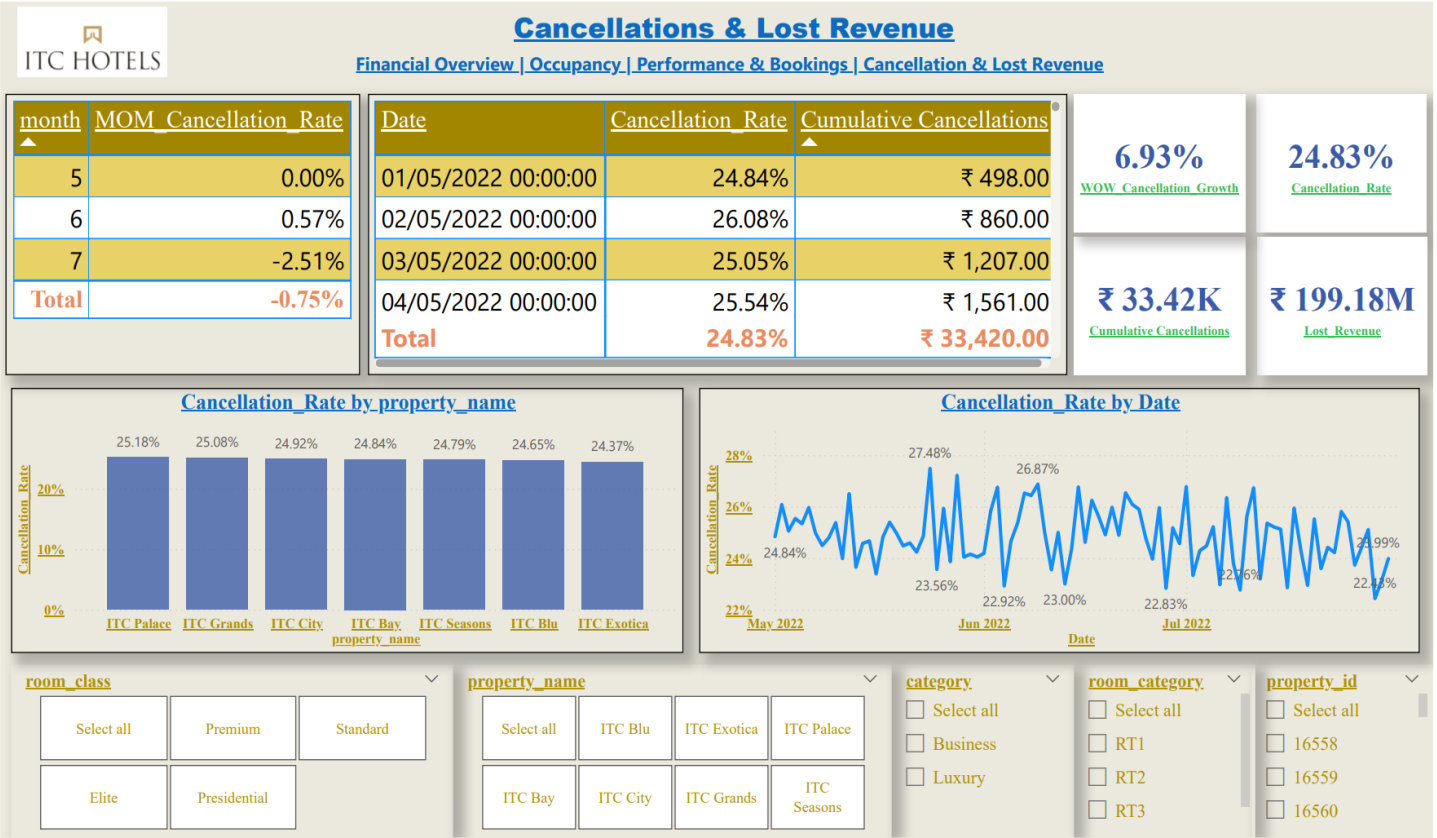 ITC HOTELS
Cancellations & Lost Revenue
Financial Overview | Occupancy | Performance & Bookings | Cancellation & Lost Revenue
month MOM_Cancellation_Rate
5 0.00%
6 0.57%
7 -2.51%
Total -0.75%
Date Cancellation_Rate Cumulative Cancellations
01/05/2022 00:00:00 24.84% ₹ 498.00
02/05/2022 00:00:00 26.08% ₹ 860.00
03/05/2022 00:00:00 25.05% ₹ 1,207.00
04/05/2022 00:00:00 25.54% ₹ 1,561.00
Total 24.83% ₹ 33,420.00
6.93%
WOW_Cancellation_Growth
24.83%
Cancellation_Rate
₹ 33.42K
Cumulative Cancellations
₹ 199.18M
Lost_Revenue
Cancellation_Rate by property_name
25.18% 25.08% 24.92% 24.84% 24.79% 24.65% 24.37%
Cancellation_Rate
20%
10%
0%
ITC Palace ITC Grands ITC City ITC Bay ITC Seasons ITC Blu ITC Exotica
property_name
Cancellation_Rate by Date
Cancellation_Rate
28%
26%
24%
22%
27.48%
26.87%
24.84%
23.99%
23.56%
22.92%
23.00%
22.83%
22.76%
22.43%
May 2022 Jun 2022 Jul 2022
Date
room_class
Select all Premium Standard
Elite Presidential
property_name
Select all ITC Blu ITC Exotica ITC Palace
ITC Bay ITC City ITC Grands ITC Seasons
category
Select all
Business
Luxury
room_category
Select all
RT1
RT2
RT3
property_id
Select all
16558
16559
16560